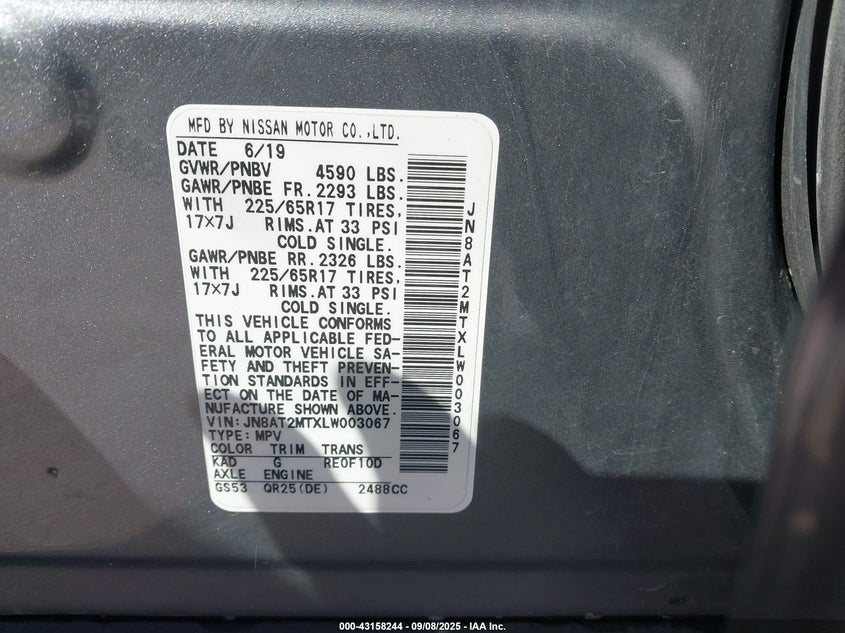 MFD BY NISSAN MOTOR CO.,LTD.
DATE 6/19
GVWR/PNBV 4590 LBS.
GAWR/PNBE FR. 2293 LBS.
WITH 225/65R17 TIRES,
17×7J RIMS.AT 33 PSI
COLD SINGLE.
GAWR/PNBE RR. 2326 LBS.
WITH 225/65R17 TIRES,
17×7J RIMS.AT 33 PSI
COLD SINGLE.
THIS VEHICLE CONFORMS
TO ALL APPLICABLE FED-
ERAL MOTOR VEHICLE SA-
FETY AND THEFT PREVEN-
TION STANDARDS IN EFF-
ECT ON THE DATE OF MA-
NUFACTURE SHOWN ABOVE.
VIN:JN8AT2MTXLW003067
TYPE:MPV
COLOR TRIM TRANS
KAD G RE0F10D
AXLE ENGINE
GS53 QR25(DE) 2488CC
JN8AT2MTXLW003067
000-43158244 - 09/08/2025 - IAA Inc.